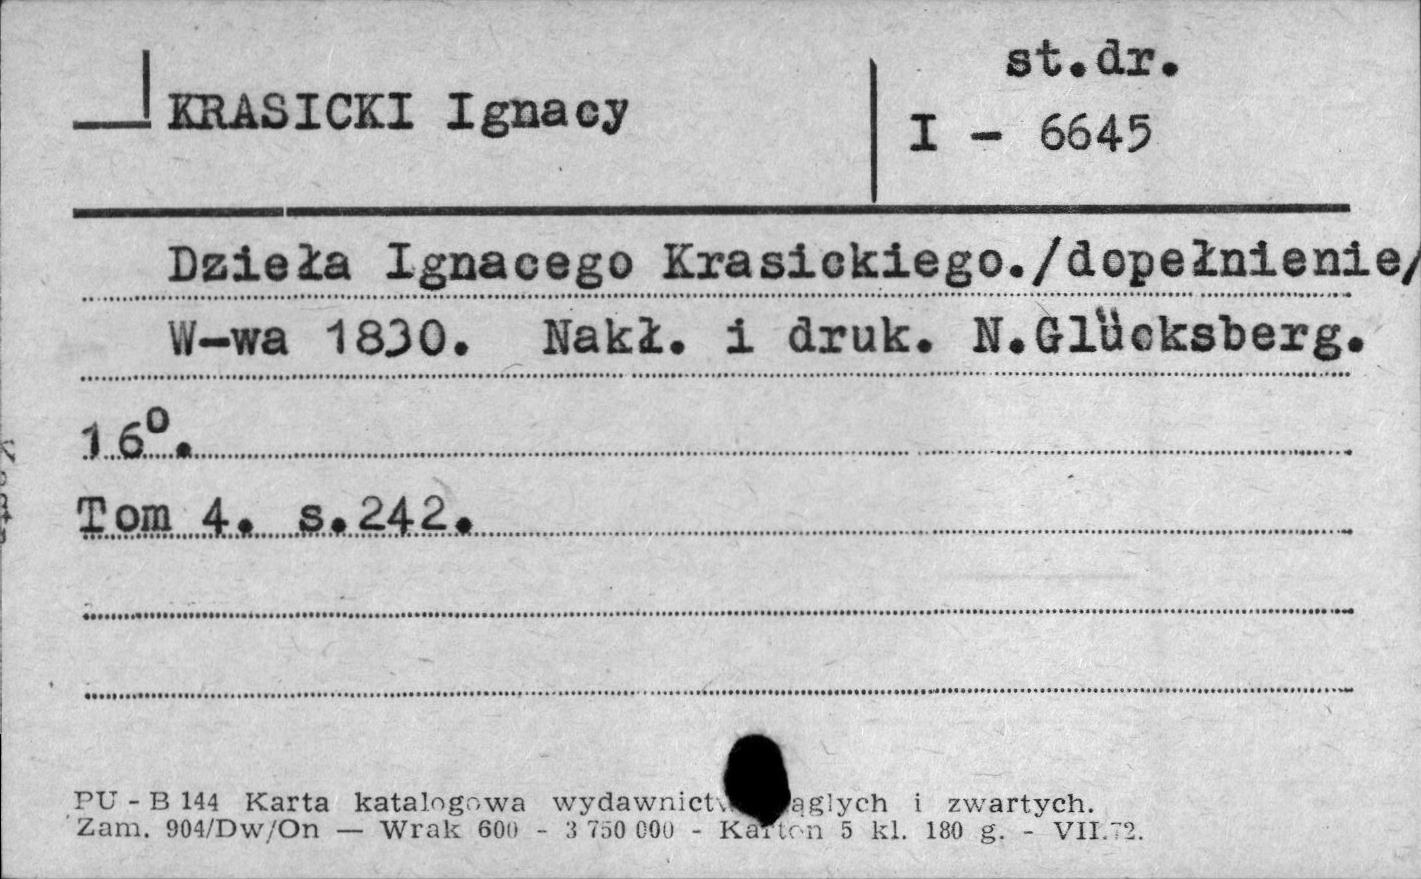 st.dr.
KRASICKI Ignacy
I - 6645
Dzieła Ignacego Krasickiego./dopełnienie/
W-wa 1830. Nakł. i druk. N.Glücksberg.
16°.
Tom 4. s.242.
PU - B 144 Karta katalogowa i zwartych.
Zam. 904/Dw/On — Wrak 600 - 3 750 000 - Karton 5 kl. 180 g. - VII.72.